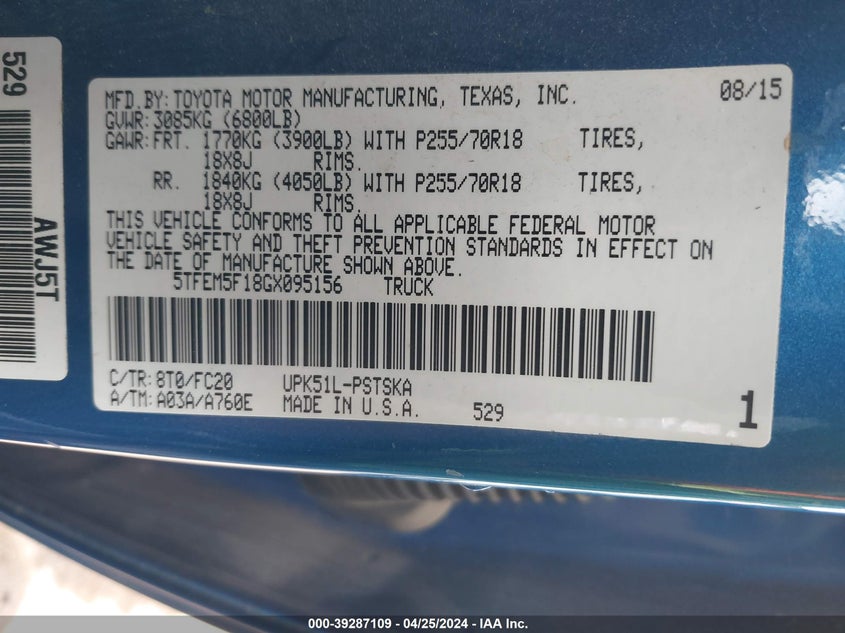 529
AWJ5T
MFD.BY:TOYOTA MOTOR MANUFACTURING, TEXAS, INC. 08/15
GVWR:3085KG (6800LB)
GAWR:FRT. 1770KG (3900LB) WITH P255/70R18 TIRES,
18X8J RIMS.
RR. 1840KG (4050LB) WITH P255/70R18 TIRES,
18X8J RIMS.
THIS VEHICLE CONFORMS TO ALL APPLICABLE FEDERAL MOTOR
VEHICLE SAFETY AND THEFT PREVENTION STANDARDS IN EFFECT ON
THE DATE OF MANUFACTURE SHOWN ABOVE.
5TFEM5F18GX095156 TRUCK
C/TR:8T0/FC20 UPK51L-PSTSKA
A/TM:A03A/A760E MADE IN U.S.A. 529 1
000-39287109 - 04/25/2024 - IAA Inc.